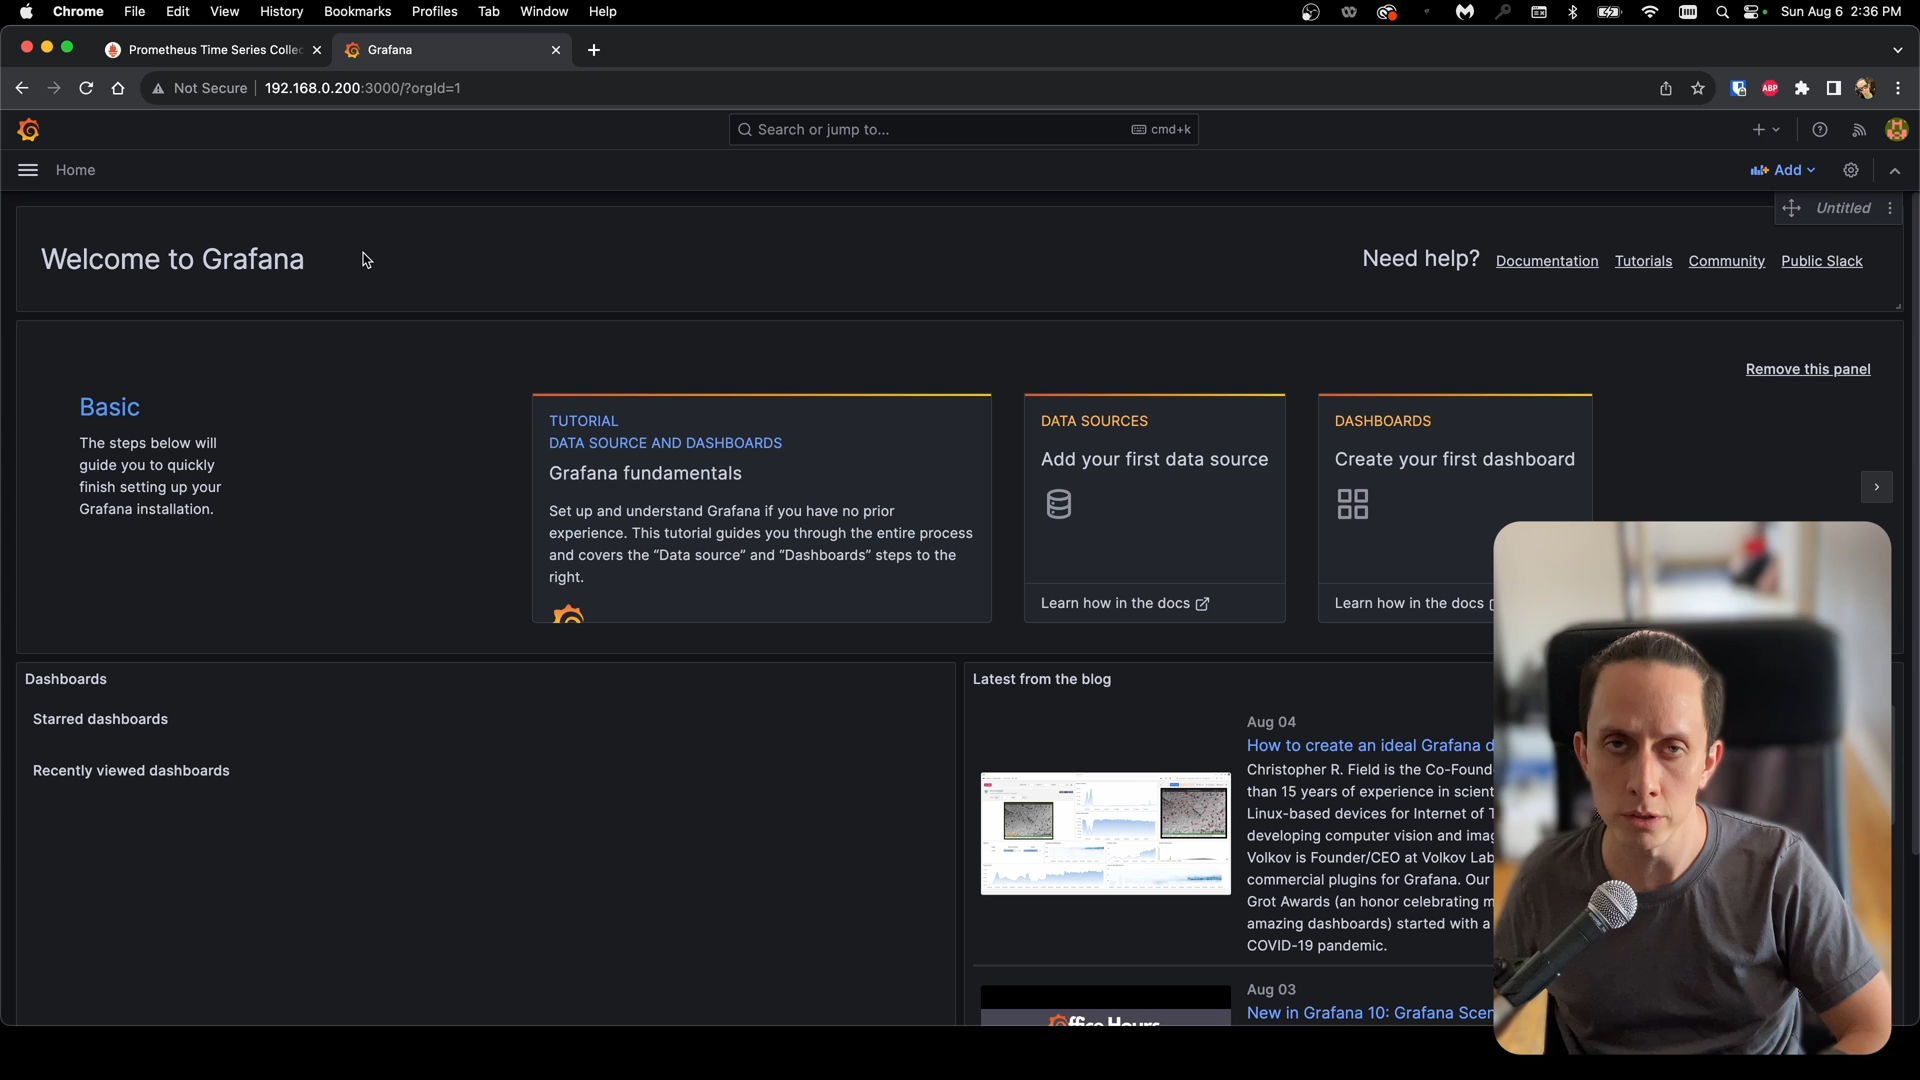 Chrome File Edit View History Bookmarks Profiles Tab Window Help
Sun Aug 6 2:36 PM
Prometheus Time Series Collec
Grafana
Not Secure
192.168.0.200:3000/?orgId=1
ABP
Search or jump to...
cmd+k
Home
Add
Untitled
Welcome to Grafana
Need help? Documentation Tutorials Community Public Slack
Remove this panel
Basic
The steps below will
guide you to quickly
finish setting up your
Grafana installation.
TUTORIAL
DATA SOURCE AND DASHBOARDS
Grafana fundamentals
Set up and understand Grafana if you have no prior
experience. This tutorial guides you through the entire process
and covers the “Data source” and “Dashboards” steps to the
right.
DATA SOURCES
Add your first data source
Learn how in the docs
DASHBOARDS
Create your first dashboard
Learn how in the docs
Dashboards
Starred dashboards
Recently viewed dashboards
Latest from the blog
Aug 04
How to create an ideal Grafana d
Christopher R. Field is the Co-Found
than 15 years of experience in scient
Linux-based devices for Internet of T
developing computer vision and imag
Volkov is Founder/CEO at Volkov Lab
commercial plugins for Grafana. Our
Grot Awards (an honor celebrating m
amazing dashboards) started with a
COVID-19 pandemic.
Aug 03
New in Grafana 10: Grafana Scen
ffice Hours